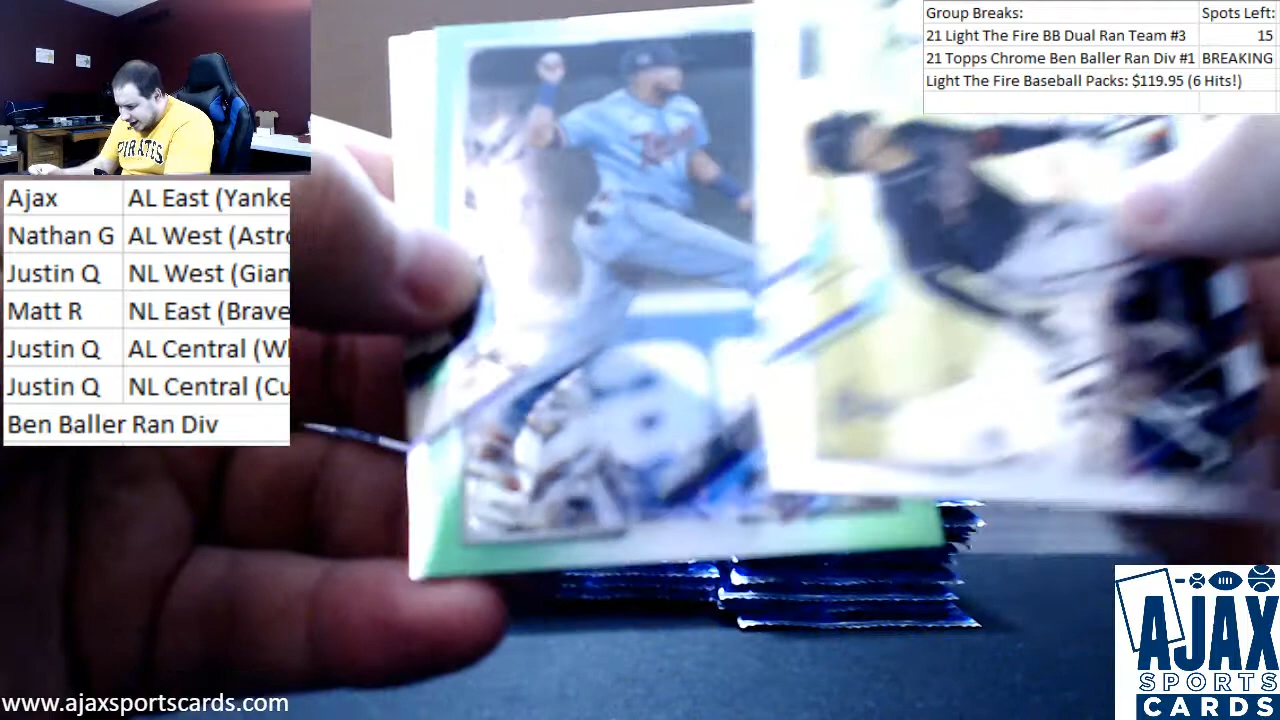 Group Breaks: Spots Left:
21 Light The Fire BB Dual Ran Team #3 15
21 Topps Chrome Ben Baller Ran Div #1 BREAKING
Light The Fire Baseball Packs: $119.95 (6 Hits!)
PIRATES
Ajax AL East (Yanke
Nathan G AL West (Astro
Justin Q NL West (Gian
Matt R NL East (Brave
Justin Q AL Central (Wh
Justin Q NL Central (Cu
Ben Baller Ran Div
AJAX
SPORTS
CARDS
www.ajaxsportscards.com